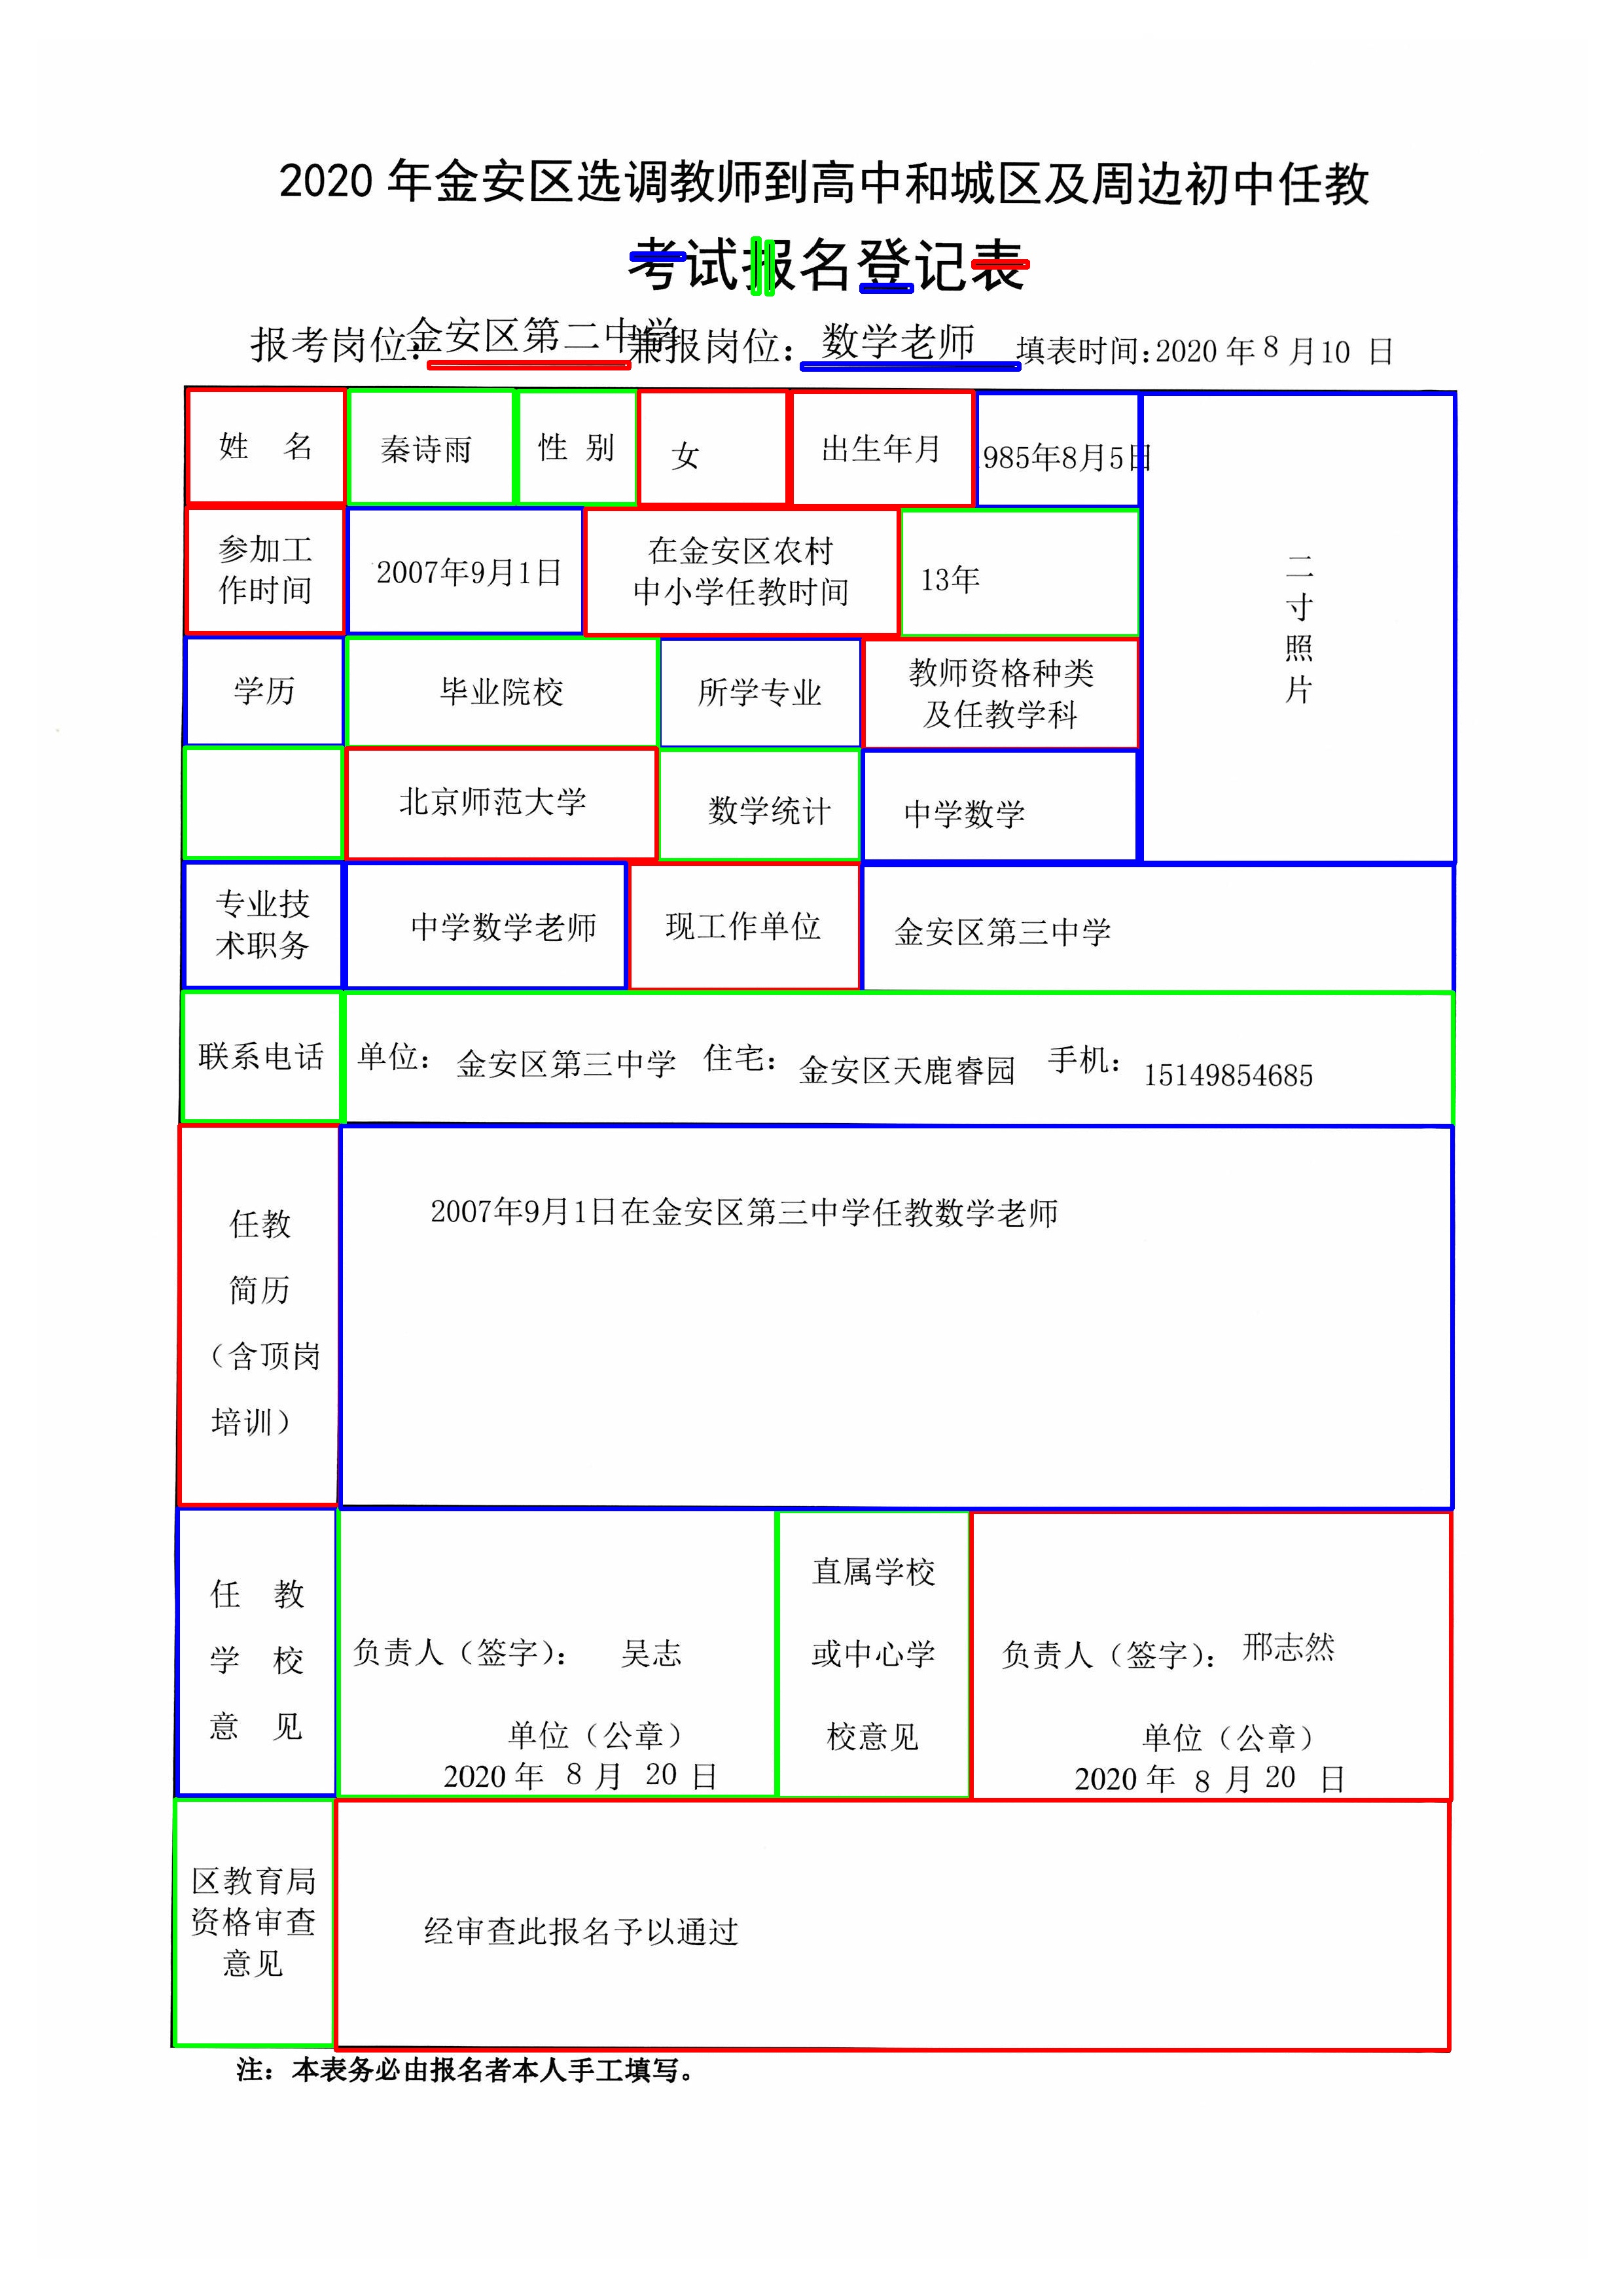 2020 年金安区选调教师到高中和城区及周边初中任教
考试报名登记表
报考岗位：金安区第二中学 兼报岗位：数学老师 填表时间：2020 年 8 月 10 日
姓 名 秦诗雨 性 别 女 出生年月 985年8月5日
参加工
作时间
2007年9月1日
在金安区农村
中小学任教时间
13年
二
寸
照
片
学历 毕业院校 所学专业
教师资格种类
及任教学科
北京师范大学 数学统计 中学数学
专业技
术职务
中学数学老师 现工作单位 金安区第三中学
联系电话 单位：金安区第三中学 住宅：金安区天鹿睿园 手机：15149854685
任教
简历
（含顶岗
培训）
2007年9月1日在金安区第三中学任教数学老师
任 教
学 校
意 见
负责人（签字）：吴志
单位（公章）
2020 年 8 月 20 日
直属学校
或中心学
校意见
负责人（签字）：邢志然
单位（公章）
2020 年 8 月 20 日
区教育局
资格审查
意见
经审查此报名予以通过
注：本表务必由报名者本人手工填写。